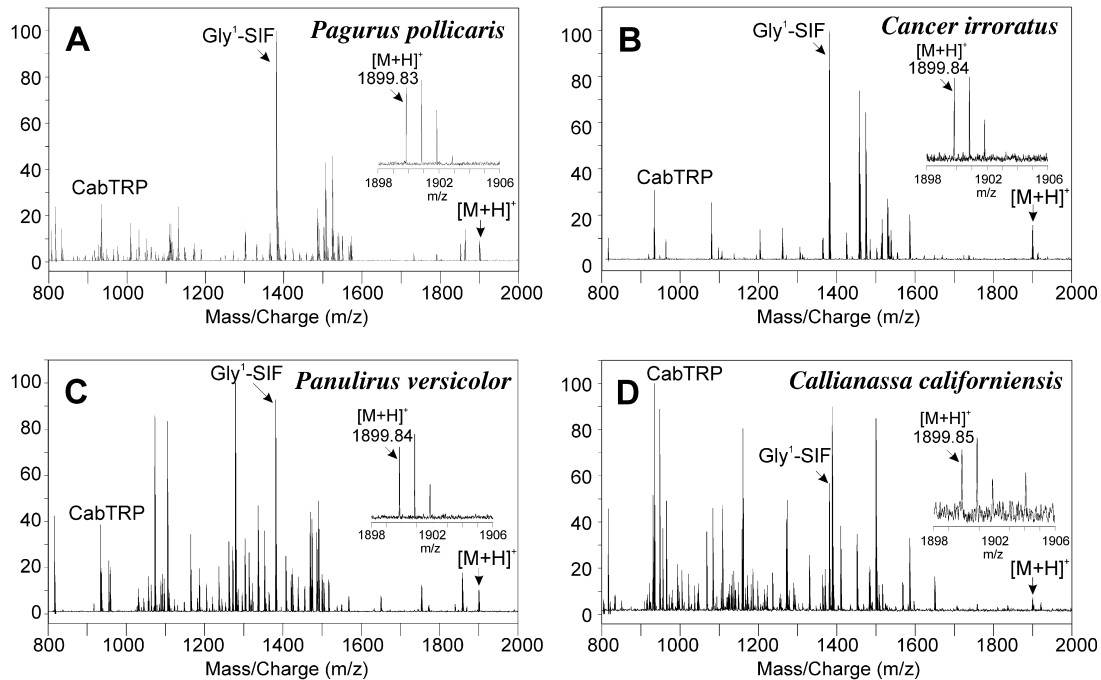 A
Pagurus pollicaris
Gly¹-SIF
[M+H]⁺
1899.83
CabTRP
[M+H]⁺
100
80
60
40
20
0
1898 1902 1906
m/z
800 1000 1200 1400 1600 1800 2000
Mass/Charge (m/z)
B
Cancer irroratus
Gly¹-SIF
[M+H]⁺
1899.84
CabTRP
[M+H]⁺
100
80
60
40
20
0
1898 1902 1906
m/z
800 1000 1200 1400 1600 1800 2000
Mass/Charge (m/z)
C
Panulirus versicolor
Gly¹-SIF
[M+H]⁺
1899.84
CabTRP
[M+H]⁺
100
80
60
40
20
0
1898 1902 1906
m/z
800 1000 1200 1400 1600 1800 2000
Mass/Charge (m/z)
D
CabTRP
Callianassa californiensis
[M+H]⁺
1899.85
Gly¹-SIF
[M+H]⁺
100
80
60
40
20
0
1898 1902 1906
m/z
800 1000 1200 1400 1600 1800 2000
Mass/Charge (m/z)